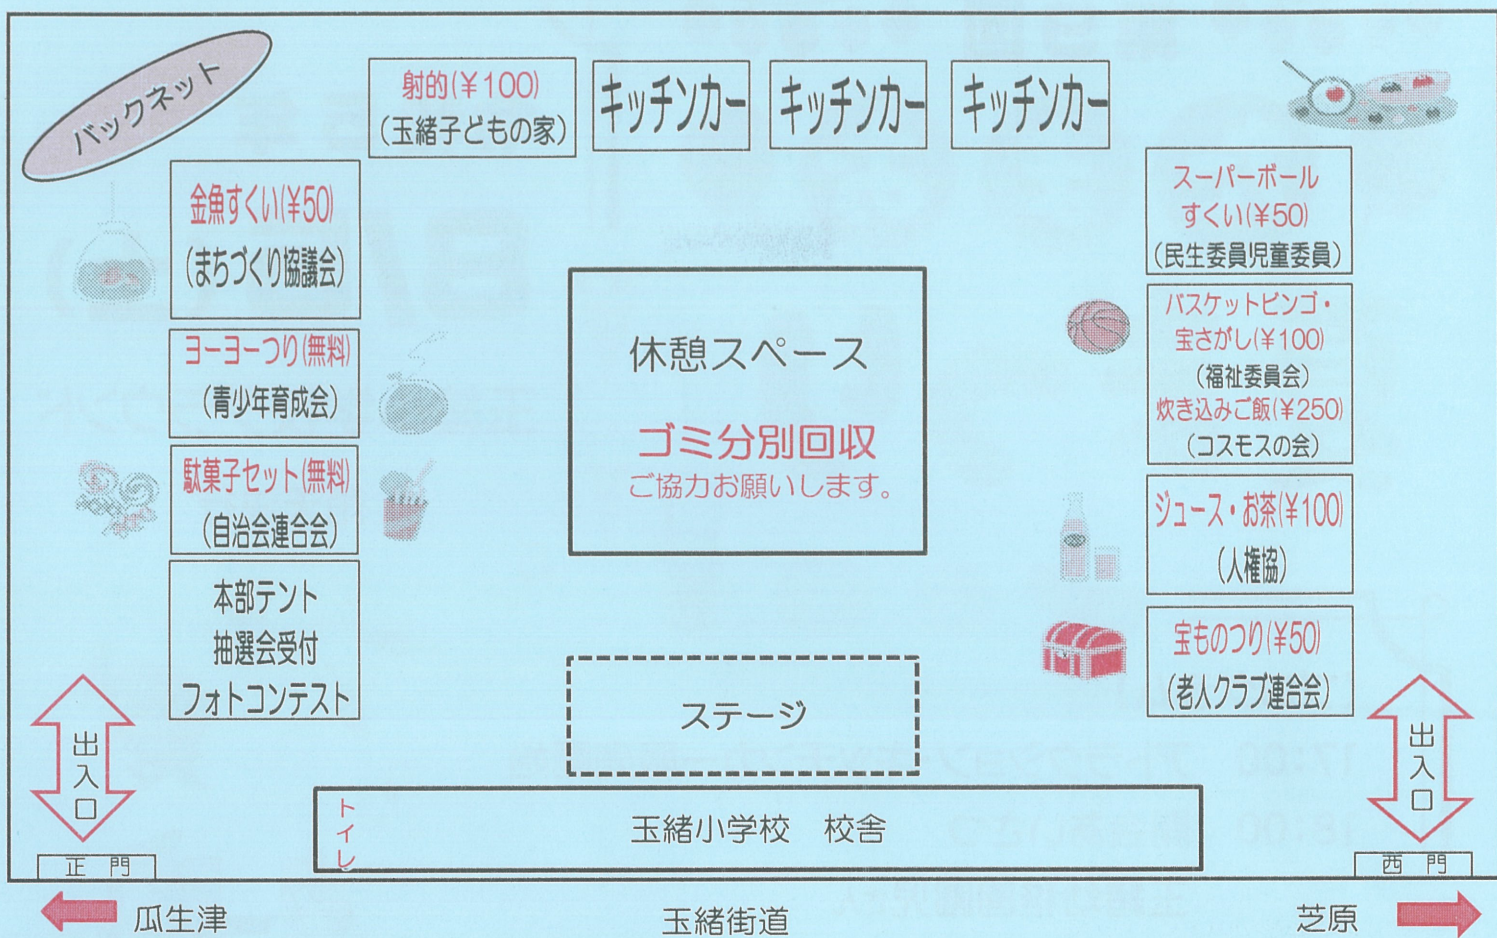 バックネット
射的(¥100)
(玉緒子どもの家)
キッチンカー
キッチンカー
キッチンカー
金魚すくい(¥50)
(まちづくり協議会)
ヨーヨーつり(無料)
(青少年育成会)
駄菓子セット(無料)
(自治会連合会)
本部テント
抽選会受付
フォトコンテスト
休憩スペース
ゴミ分別回収
ご協力お願いします。
ステージ
スーパーボール
すくい(¥50)
(民生委員児童委員)
バスケットビンゴ・
宝さがし(¥100)
(福祉委員会)
炊き込みご飯(¥250)
(コスモスの会)
ジュース・お茶(¥100)
(人権協)
宝ものつり(¥50)
(老人クラブ連合会)
出入口
出入口
トイレ
玉緒小学校 校舎
正門
西門
瓜生津
玉緒街道
芝原